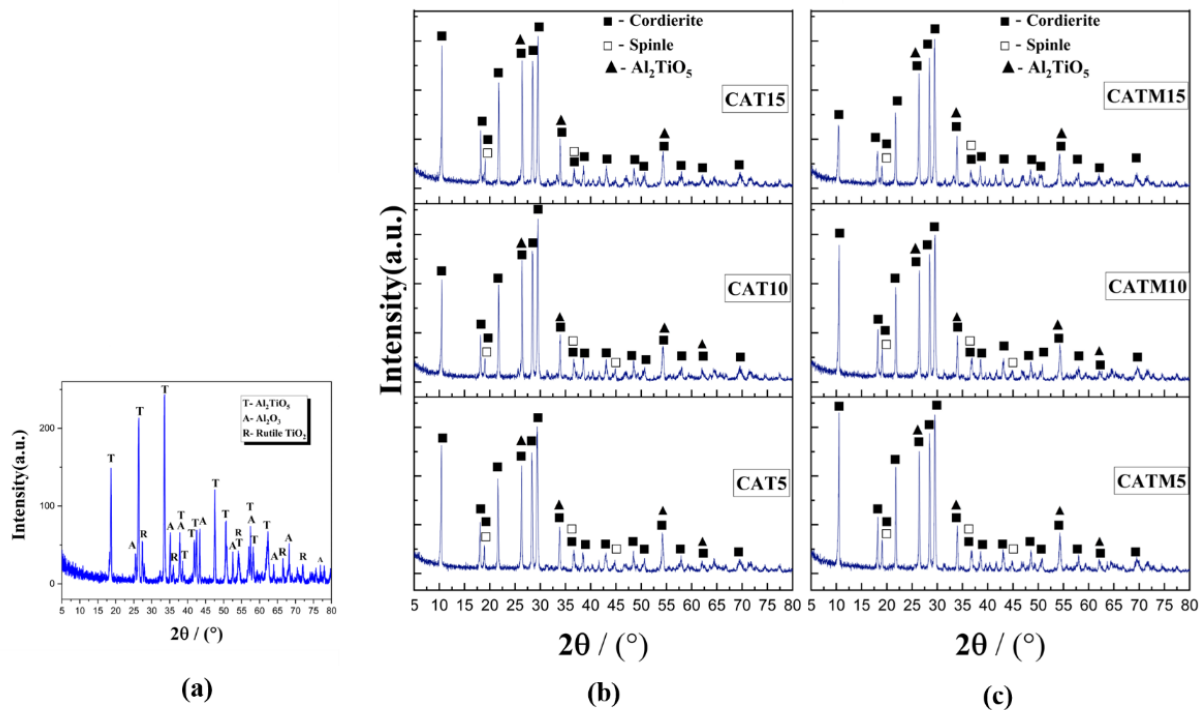 Intensity(a.u.)
200
100
0
T- Al₂TiO₅
A- Al₂O₃
R- Rutile TiO₂
T
T
T
A
R
A
R
T
A
T
T
T
A
T
T
A
R
T
T
A
T
T
A
R
A
R
A
5 10 15 20 25 30 35 40 45 50 55 60 65 70 75 80
2θ / (°)
(a)
Intensity(a.u.)
■ - Cordierite
□ - Spinle
▲ - Al₂TiO₅
CAT15
CAT10
CAT5
5 10 15 20 25 30 35 40 45 50 55 60 65 70 75 80
2θ / (°)
(b)
■ - Cordierite
□ - Spinle
▲ - Al₂TiO₅
CATM15
CATM10
CATM5
5 10 15 20 25 30 35 40 45 50 55 60 65 70 75 80
2θ / (°)
(c)